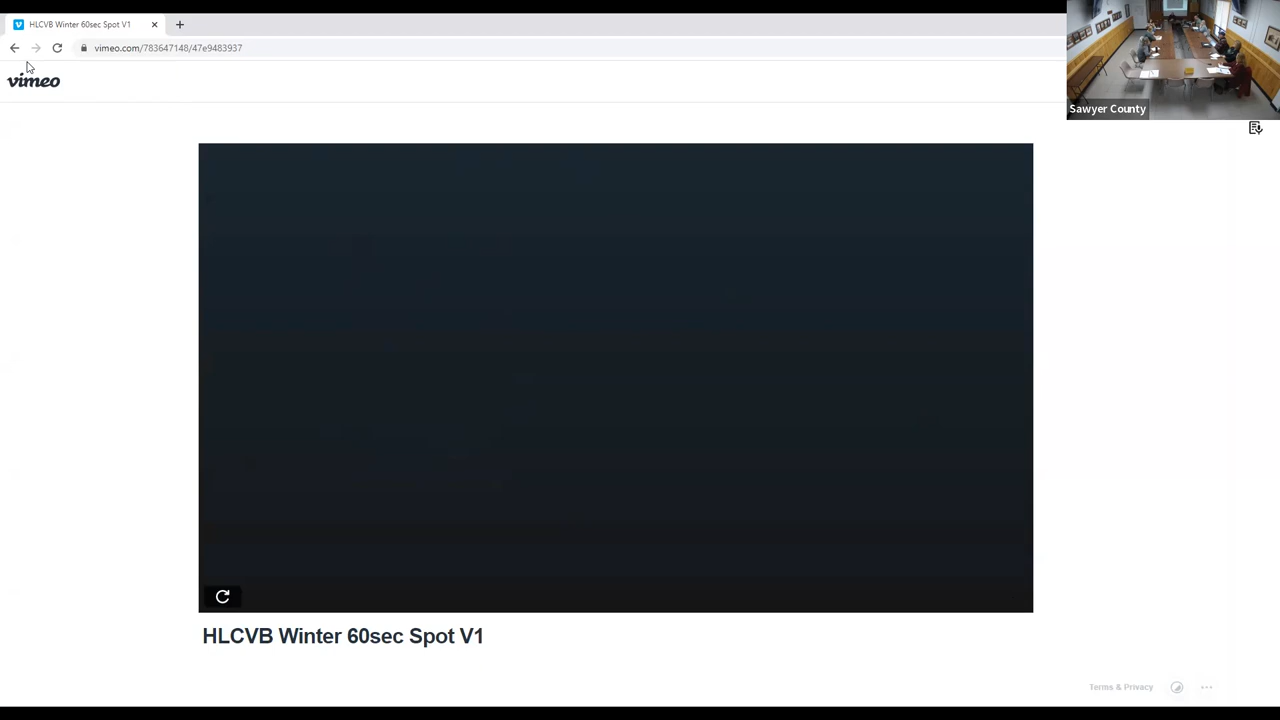 HLCVB Winter 60sec Spot V1
vimeo.com/783647148/47e9483937
vimeo
Sawyer County
HLCVB Winter 60sec Spot V1
Terms & Privacy